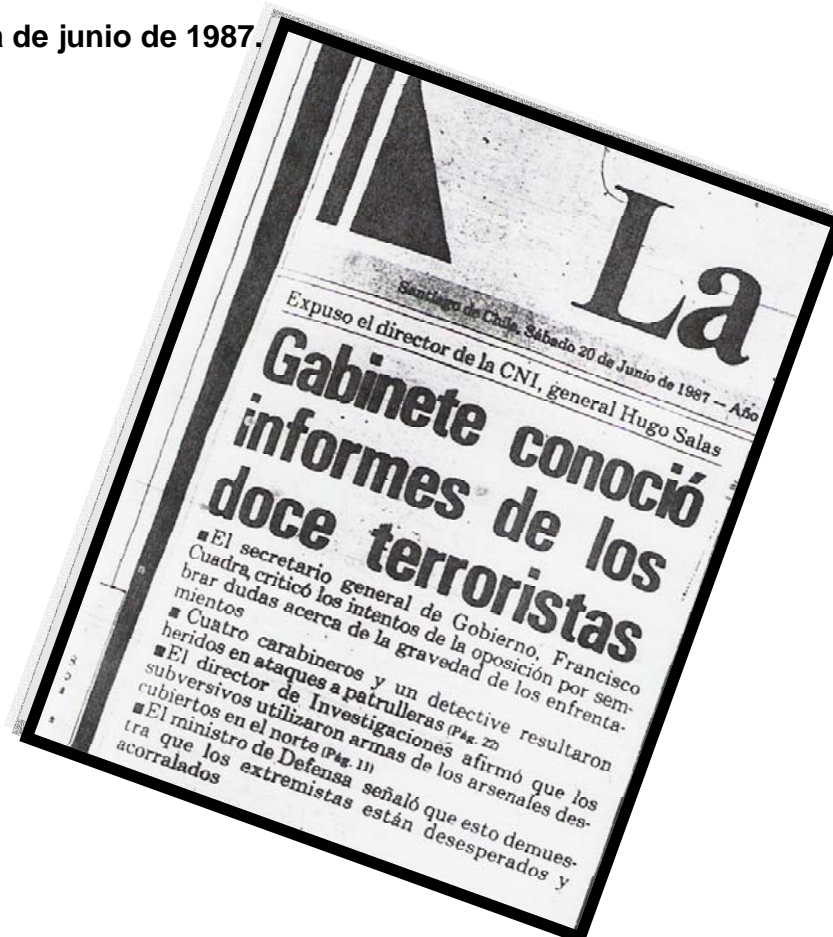 de junio de 1987.
La
Santiago de Chile, Sábado 20 de Junio de 1987 — Año
Expuso el director de la CNI, general Hugo Salas
Gabinete conoció
informes de los
doce terroristas
■El secretario general de Gobierno, Francisco
Cuadra, criticó los intentos de la oposición por sem-
brar dudas acerca de la gravedad de los enfrenta-
mientos
■ Cuatro carabineros y un detective resultaron
heridos en ataques a patrulleras (Pág. 22)
■El director de Investigaciones afirmó que los
subversivos utilizaron armas de los arsenales des-
cubiertos en el norte (Pág. 11)
■El ministro de Defensa señaló que esto demues-
tra que los extremistas están desesperados y
acorralados